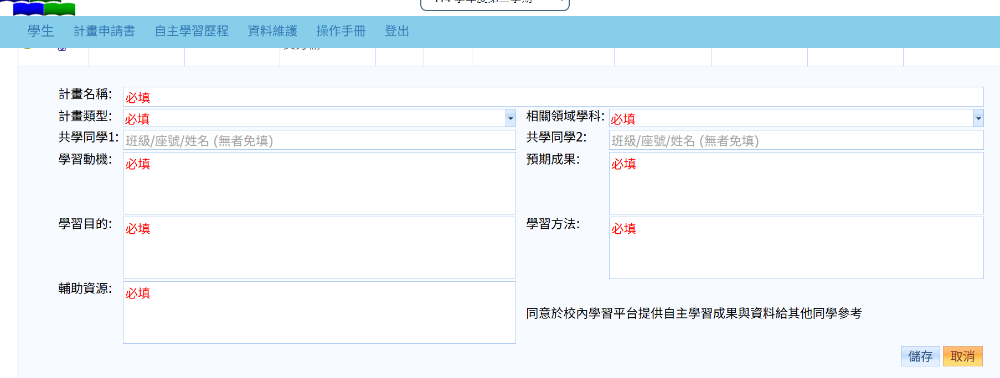 學生 計畫申請書 自主學習歷程 資料維護 操作手冊 登出
計畫名稱: 必填
計畫類型: 必填 相關領域學科: 必填
共學同學1: 班級/座號/姓名 (無者免填) 共學同學2: 班級/座號/姓名 (無者免填)
學習動機: 必填 預期成果: 必填
學習目的: 必填 學習方法: 必填
輔助資源: 必填
同意於校內學習平台提供自主學習成果與資料給其他同學參考
儲存 取消